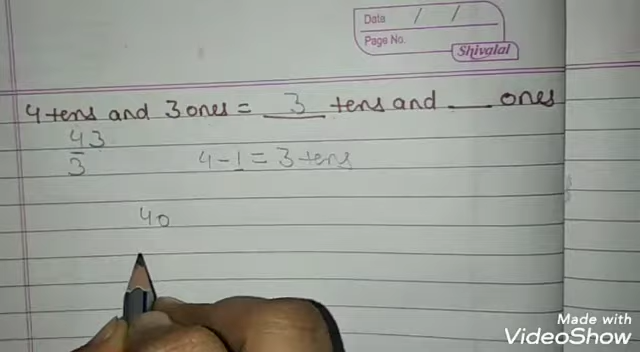 Data / /
Page No.
Shivalal
4 tens and 3 ones = 3 tens and ___ ones
43
3
4-1 = 3 tens
40
Made with
VideoShow